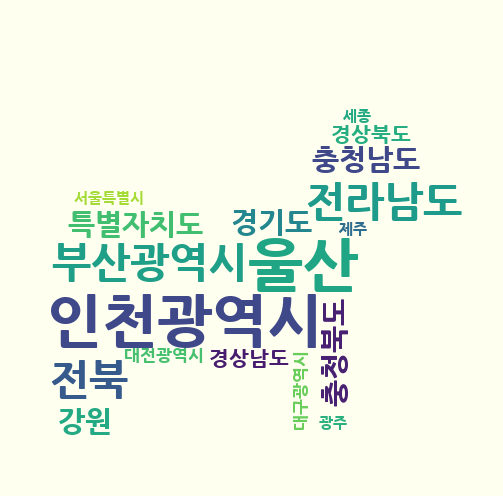 세종
경상북도
충청남도
서울특별시
전라남도
특별자치도
경기도
제주
부산광역시
울산
인천광역시
충청북도
대전광역시
경상남도
전북
대구광역시
강원
광주